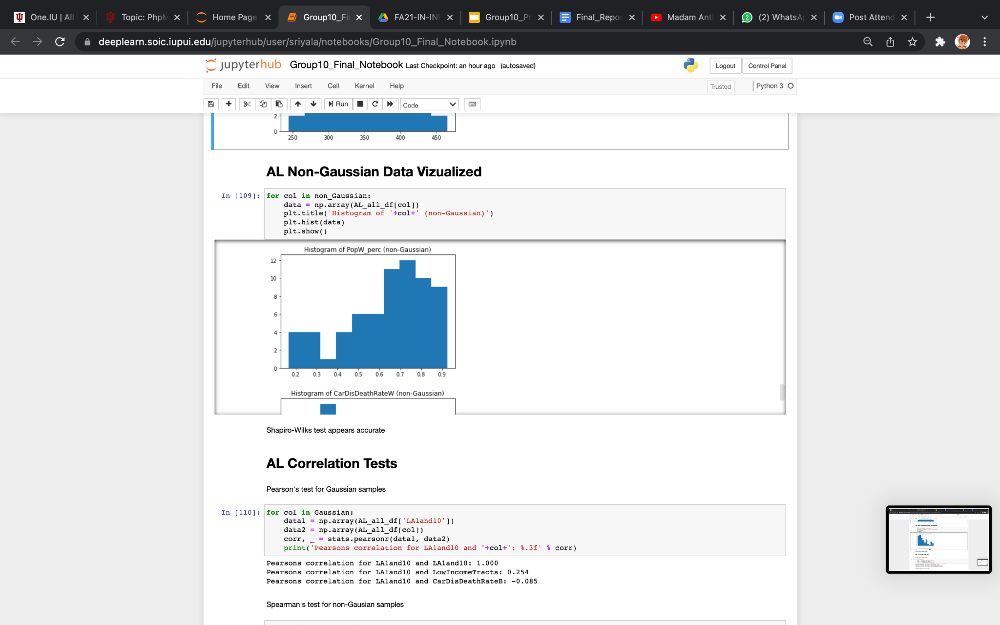 One.IU | All
Topic: PhpM
Home Page
Group10_Fi
FA21-IN-INF
Group10_Pr
Final_Repor
Madam Anth
(2) WhatsAp
Post Attend
deeplearn.soic.iupui.edu/jupyterhub/user/sriyala/notebooks/Group10_Final_Notebook.ipynb
jupyterhub Group10_Final_Notebook Last Checkpoint: an hour ago (autosaved)
Logout
Control Panel
File Edit View Insert Cell Kernel Help
Trusted
Python 3
Run
Code
2
0
250 300 350 400 450
AL Non-Gaussian Data Vizualized
In [109]: for col in non_Gaussian:
data = np.array(AL_all_df[col])
plt.title('Histogram of '+col+' (non-Gaussian)')
plt.hist(data)
plt.show()
Histogram of PopW_perc (non-Gaussian)
12
10
8
6
4
2
0
0.2 0.3 0.4 0.5 0.6 0.7 0.8 0.9
Histogram of CarDisDeathRateW (non-Gaussian)
Shapiro-Wilks test appears accurate
AL Correlation Tests
Pearson's test for Gaussian samples
In [110]: for col in Gaussian:
data1 = np.array(AL_all_df['LA1and10'])
data2 = np.array(AL_all_df[col])
corr, _ = stats.pearsonr(data1, data2)
print('Pearsons correlation for LA1and10 and '+col+': %.3f' % corr)
Pearsons correlation for LA1and10 and LA1and10: 1.000
Pearsons correlation for LA1and10 and LowIncomeTracts: 0.254
Pearsons correlation for LA1and10 and CarDisDeathRateB: -0.085
Spearman's test for non-Gausian samples